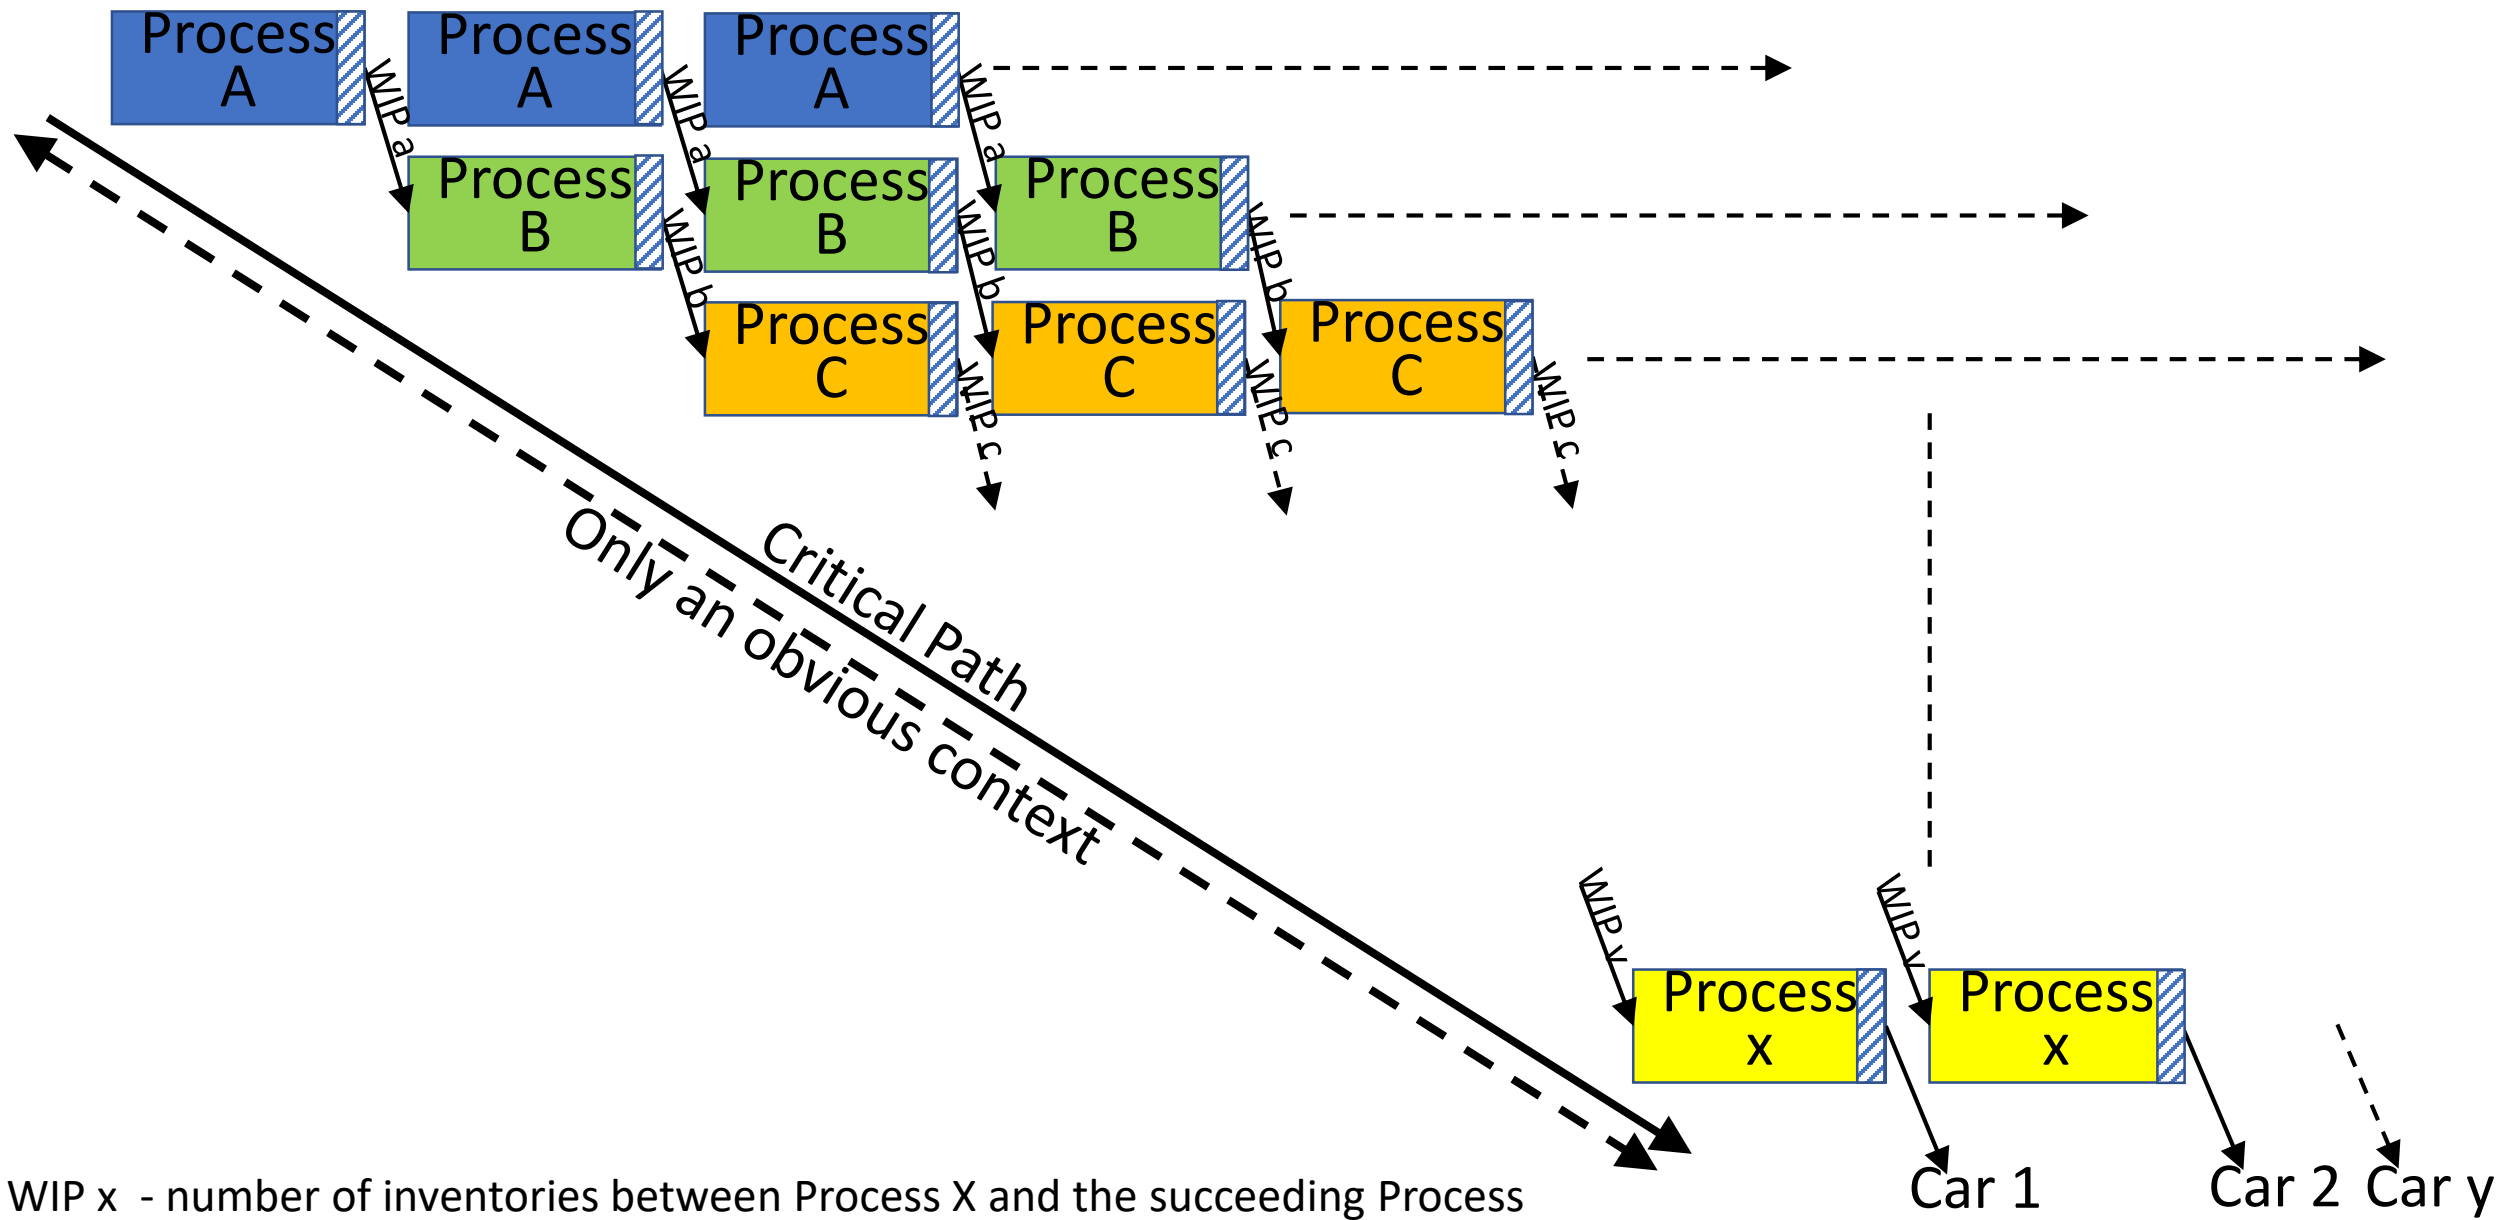 Process
A
Process
A
Process
A
WIP a
WIP a
WIP a
Process
B
Process
B
Process
B
WIP b
WIP b
WIP b
Process
C
Process
C
Process
C
WIP c
WIP c
WIP c
Critical Path
Only an obvious context
WIP v
WIP v
Process
x
Process
x
Car 1
Car 2
Car y
WIP x - number of inventories between Process X and the succeeding Process